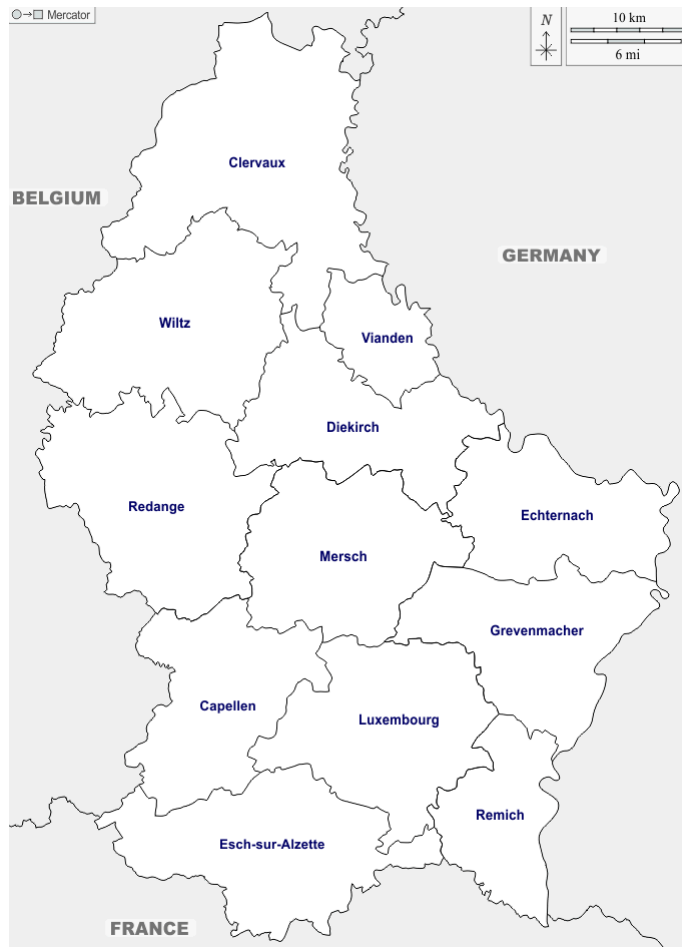 Mercator
N
10 km
6 mi
Clervaux
BELGIUM
GERMANY
Wiltz
Vianden
Diekirch
Redange
Echternach
Mersch
Grevenmacher
Capellen
Luxembourg
Remich
Esch-sur-Alzette
FRANCE